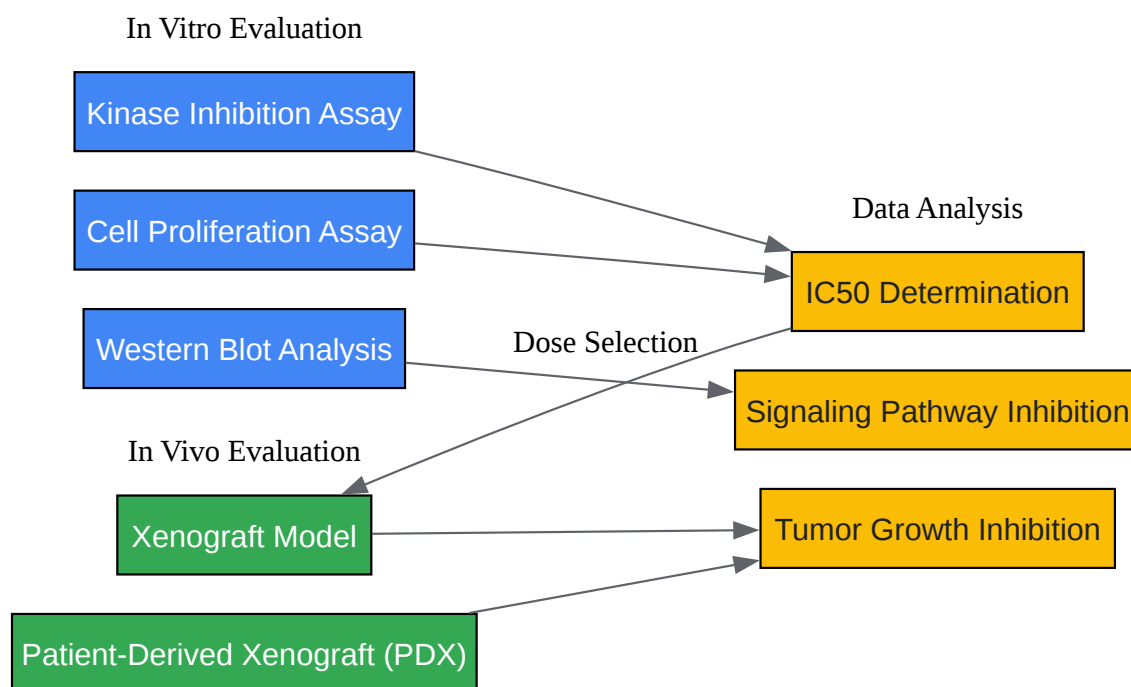 In Vitro Evaluation
Kinase Inhibition Assay
Cell Proliferation Assay
Data Analysis
IC50 Determination
Western Blot Analysis
Dose Selection
Signaling Pathway Inhibition
In Vivo Evaluation
Xenograft Model
Tumor Growth Inhibition
Patient-Derived Xenograft (PDX)